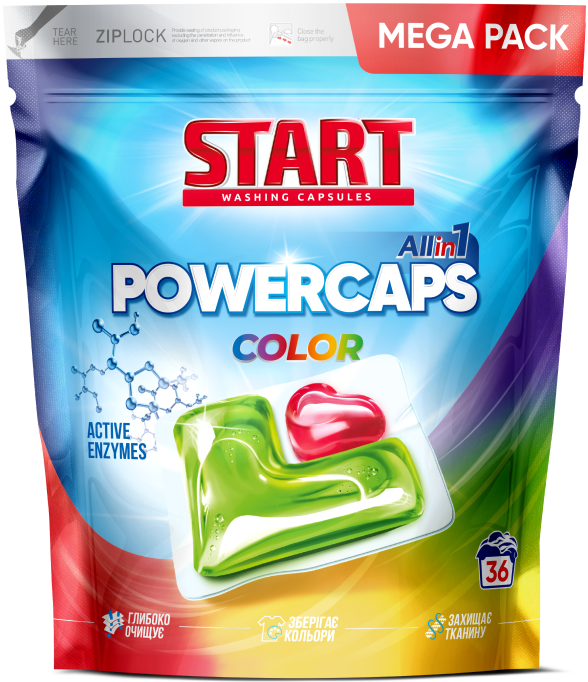 TEAR
HERE
ZIPLOCK
Close the
bag properly
MEGA PACK
START
WASHING CAPSULES
All in 1
POWERCAPS
COLOR
ACTIVE
ENZYMES
36
ГЛИБОКО
ОЧИЩУЄ
ЗБЕРІГАЄ
КОЛЬОРИ
ЗАХИЩАЄ
ТКАНИНУ